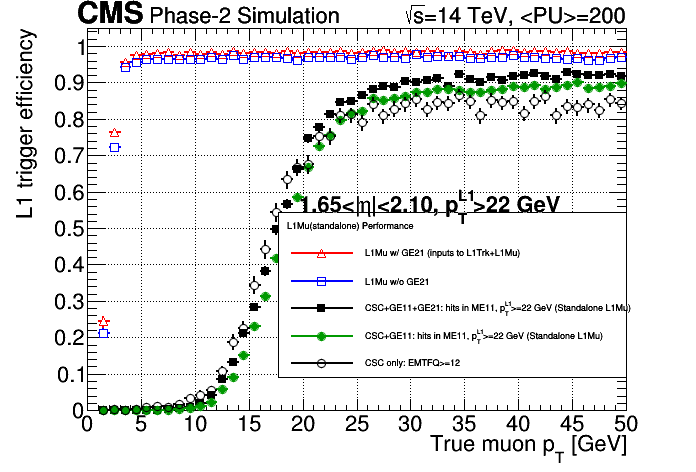 CMS Phase-2 Simulation √s=14 TeV, <PU>=200
L1 trigger efficiency
1
0.9
0.8
0.7
0.6
0.5
0.4
0.3
0.2
0.1
0
1.65<|η|<2.10, p_T^L1>22 GeV
L1Mu(standalone) Performance
L1Mu w/ GE21 (inputs to L1Trk+L1Mu)
L1Mu w/o GE21
CSC+GE11+GE21: hits in ME11, p_T^L1>=22 GeV (Standalone L1Mu)
CSC+GE11: hits in ME11, p_T^L1>=22 GeV (Standalone L1Mu)
CSC only: EMTFQ>=12
0 5 10 15 20 25 30 35 40 45 50
True muon p_T [GeV]